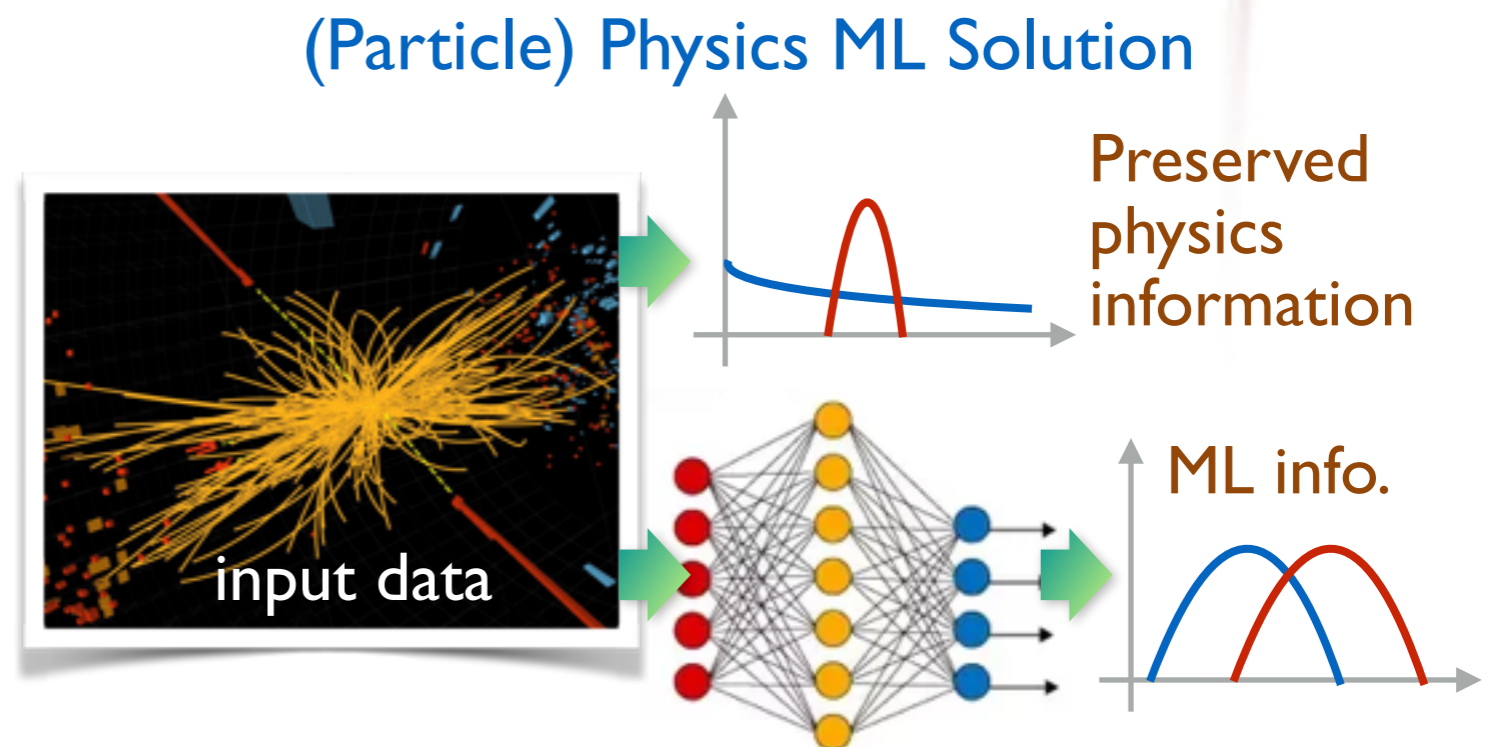 (Particle) Physics ML Solution
Preserved
physics
information
ML info.
input data